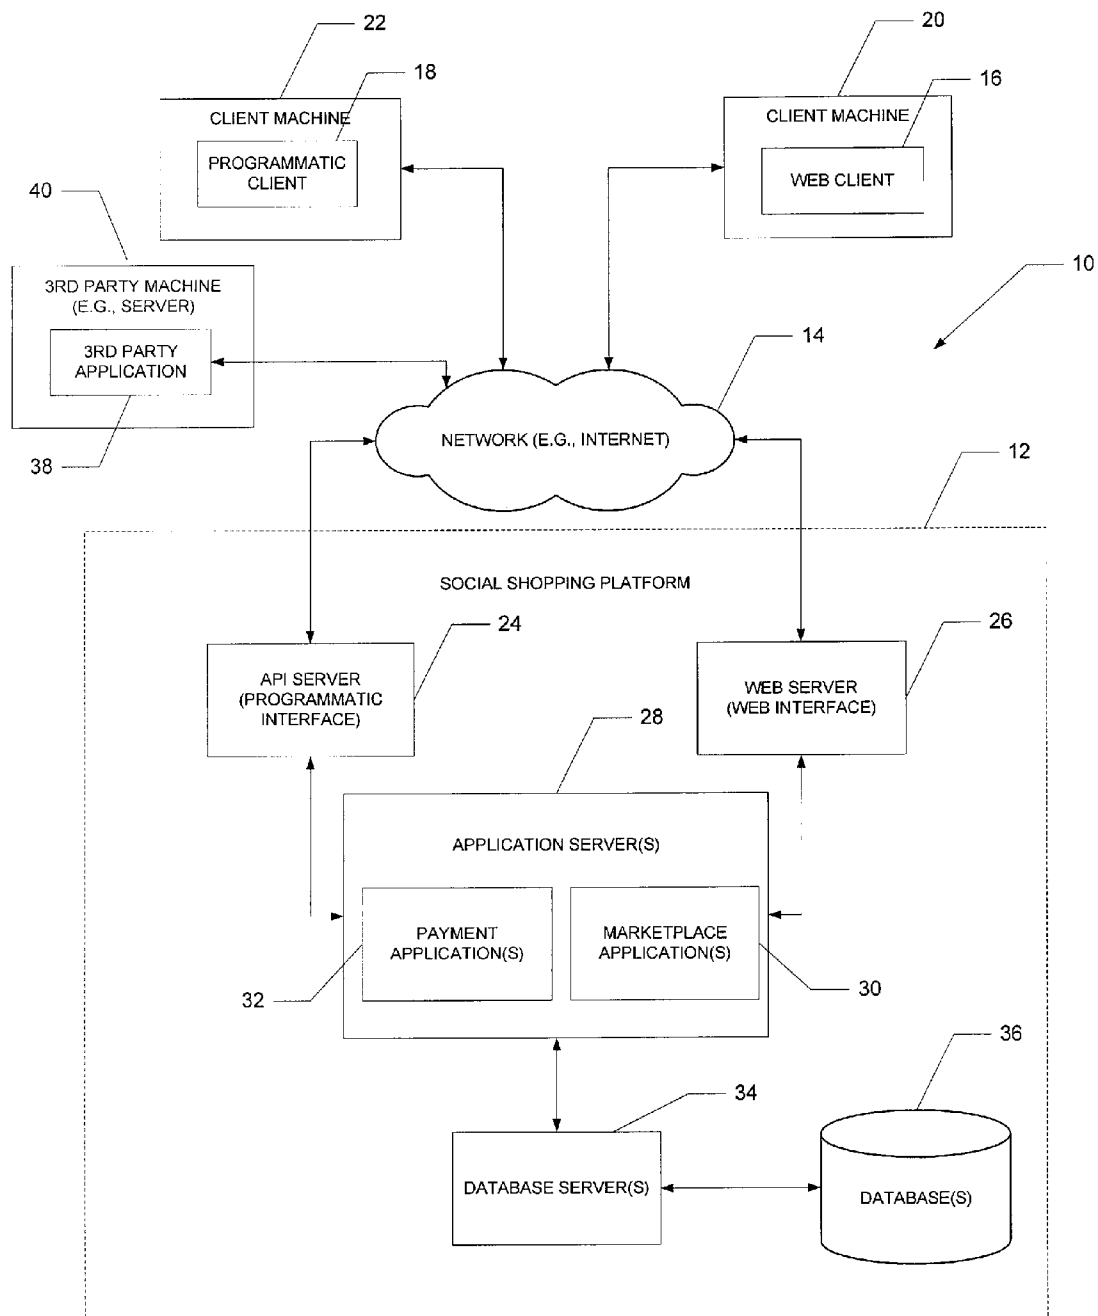 22
20
18
16
CLIENT MACHINE
PROGRAMMATIC
CLIENT
CLIENT MACHINE
WEB CLIENT
40
10
3RD PARTY MACHINE
(E.G., SERVER)
3RD PARTY
APPLICATION
14
NETWORK (E.G., INTERNET)
38
12
SOCIAL SHOPPING PLATFORM
24
26
API SERVER
(PROGRAMMATIC
INTERFACE)
WEB SERVER
(WEB INTERFACE)
28
APPLICATION SERVER(S)
PAYMENT
APPLICATION(S)
MARKETPLACE
APPLICATION(S)
32
30
36
34
DATABASE SERVER(S)
DATABASE(S)